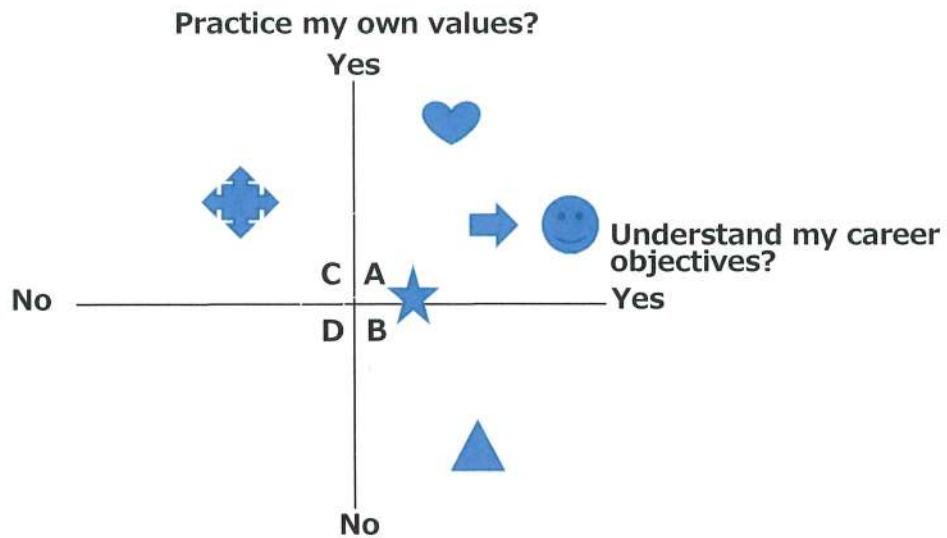 Practice my own values?
Yes
Understand my career
objectives?
C A
No
Yes
D B
No